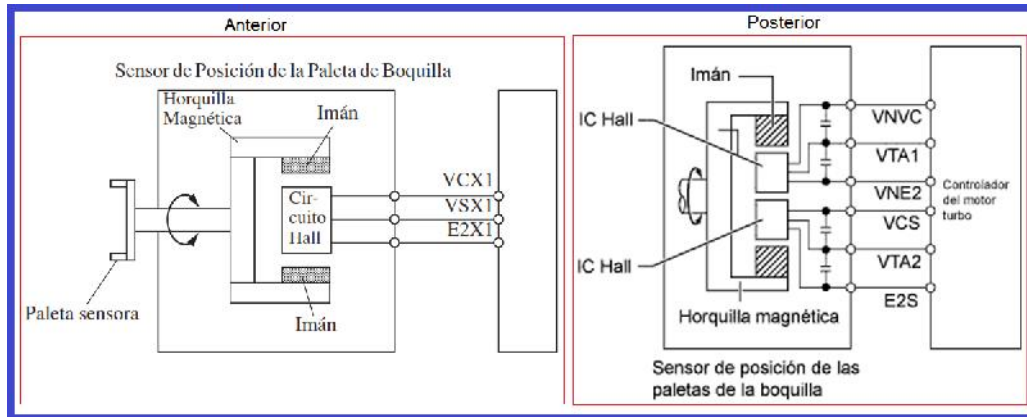 Anterior
Sensor de Posición de la Paleta de Boquilla
Horquilla
Magnética
Imán
Cir-
cuito
Hall
VCX1
VSX1
E2X1
Paleta sensora
Imán
Posterior
Imán
IC Hall
IC Hall
VNVC
VTA1
VNE2
VCS
VTA2
E2S
Controlador
del motor
turbo
Horquilla magnética
Sensor de posición de las
paletas de la boquilla